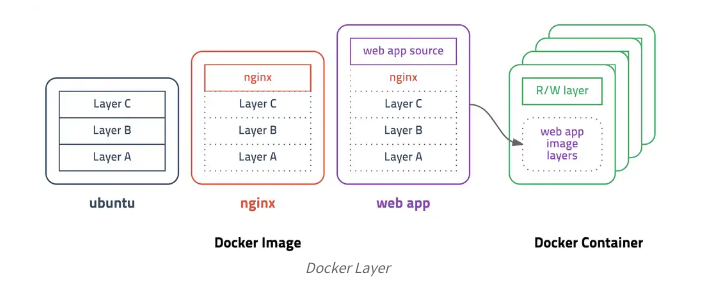 Layer C
Layer B
Layer A
ubuntu
nginx
Layer C
Layer B
Layer A
nginx
web app source
nginx
Layer C
Layer B
Layer A
web app
R/W layer
web app
image
layers
Docker Image
Docker Container
Docker Layer